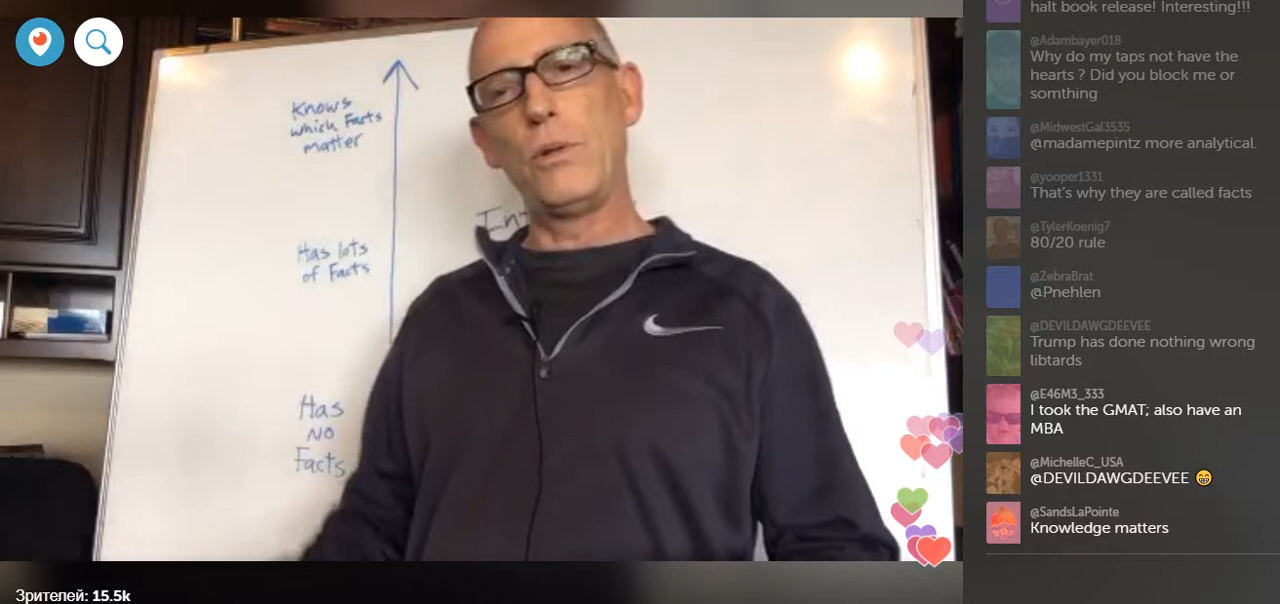 Knows
which Facts
matter
In
Has lots
of Facts
Has
NO
Facts
halt book release! Interesting!!!
@Adambayer018
Why do my taps not have the
hearts ? Did you block me or
somthing
@MidwestGal3535
@madamepintz more analytical.
@yooper1331
That's why they are called facts
@TylerKoenig7
80/20 rule
@ZebraBrat
@Pnehlen
@DEVILDAWGDEEVEE
Trump has done nothing wrong
libtards
@E46M3_333
I took the GMAT; also have an
MBA
@MichelleC_USA
@DEVILDAWGDEEVEE 😁
@SandsLaPointe
Knowledge matters
Зрителей: 15.5k